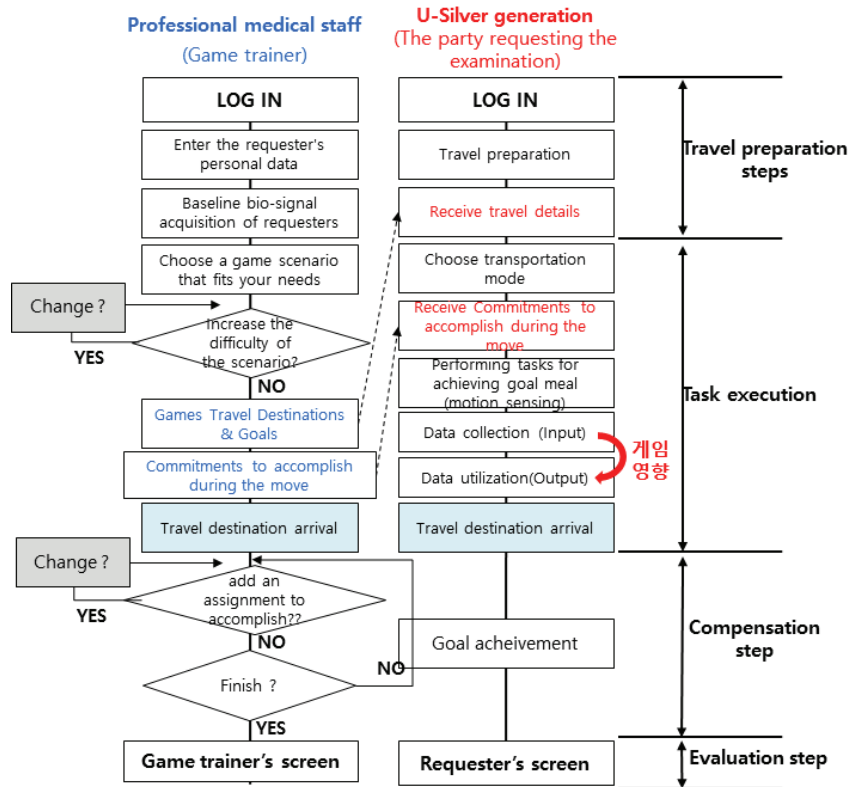 Professional medical staff
(Game trainer)
U-Silver generation
(The party requesting the
examination)
LOG IN
Enter the requester's
personal data
Baseline bio-signal
acquisition of requesters
Choose a game scenario
that fits your needs
Change ?
Increase the
difficulty of
the scenario?
YES
NO
Games Travel Destinations
& Goals
Commitments to accomplish
during the move
Travel destination arrival
Change ?
add an
assignment to
accomplish??
YES
NO
Finish ?
NO
YES
Game trainer's screen
LOG IN
Travel preparation
Receive travel details
Choose transportation
mode
Receive Commitments to
accomplish during the
move
Performing tasks for
achieving goal meal
(motion sensing)
Data collection (Input)
게임
영향
Data utilization(Output)
Travel destination arrival
Goal acheivement
Requester's screen
Travel preparation
steps
Task execution
Compensation
step
Evaluation step